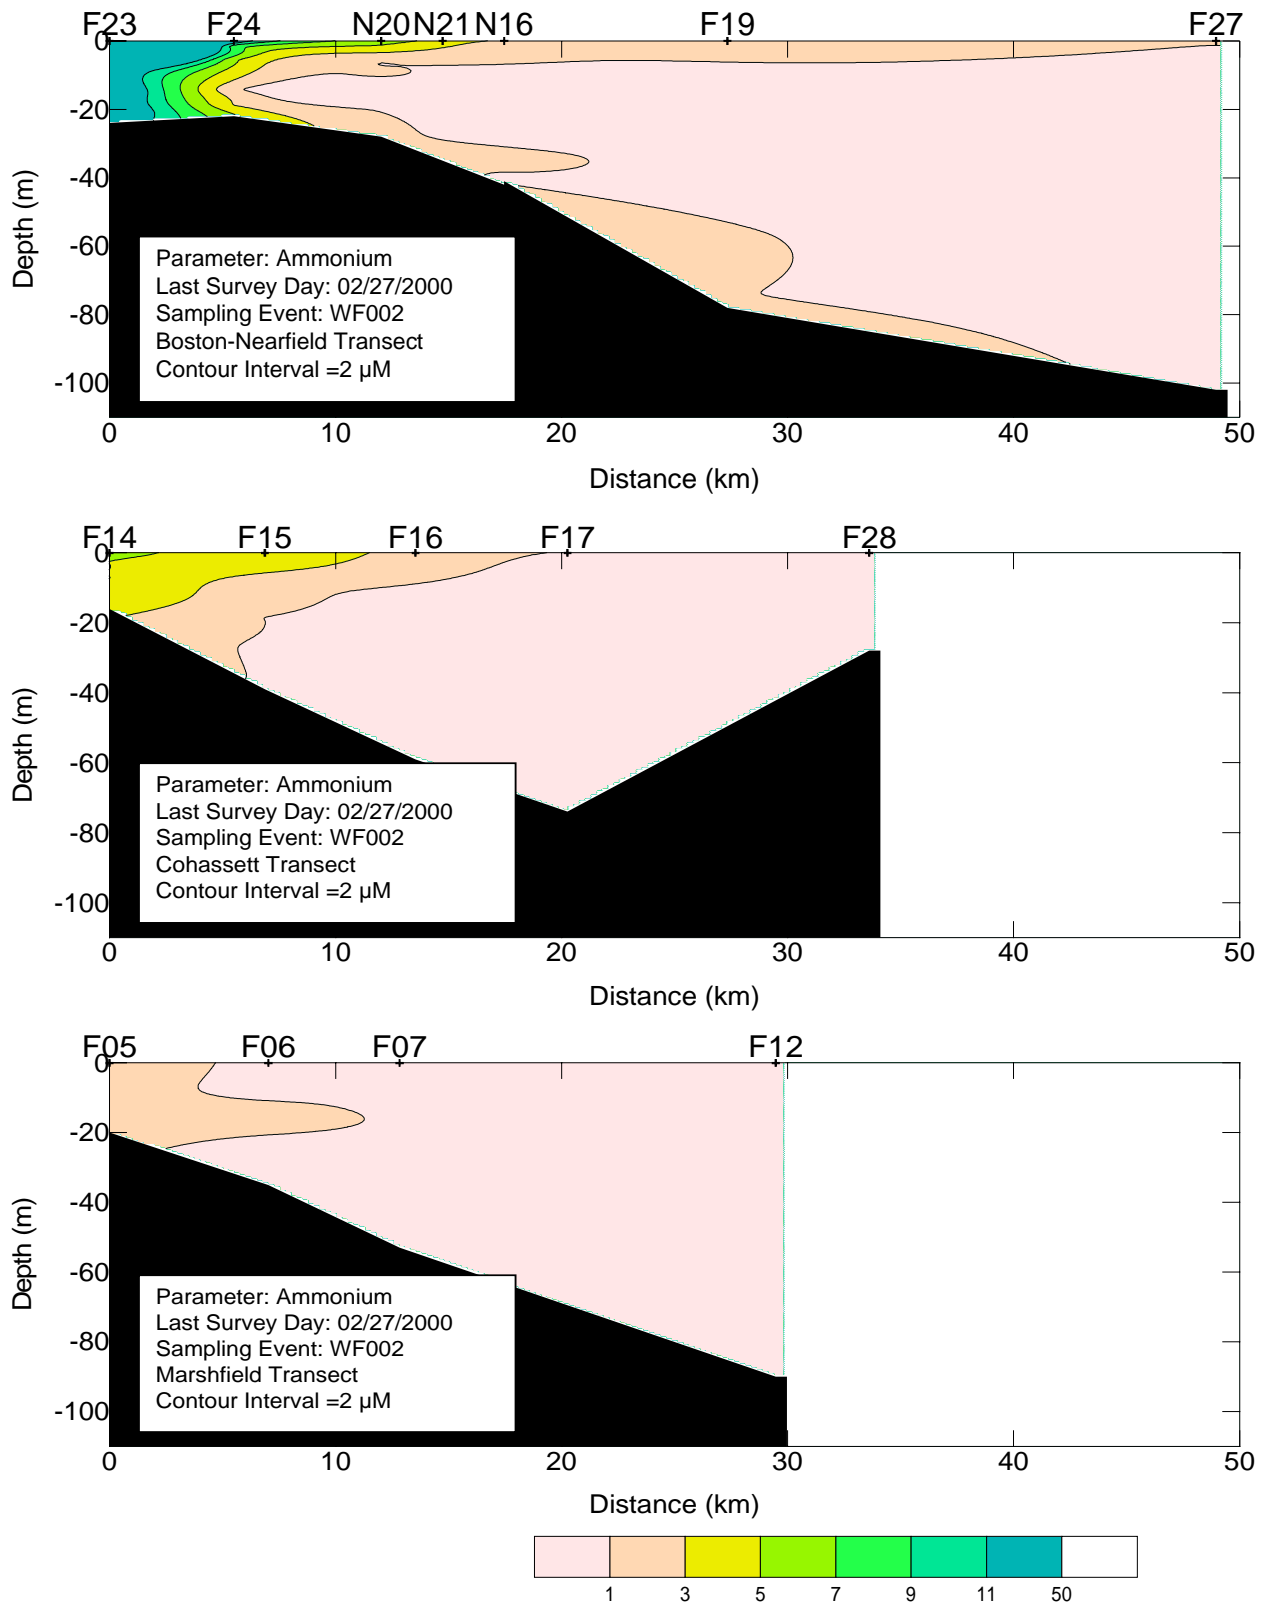 F23 F24 N20 N21 N16 F19 F27
0
-20
-40
-60
-80
-100
Depth (m)
Parameter: Ammonium
Last Survey Day: 02/27/2000
Sampling Event: WF002
Boston-Nearfield Transect
Contour Interval =2 µM
0 10 20 30 40 50
Distance (km)
F14 F15 F16 F17 F28
0
-20
-40
-60
-80
-100
Depth (m)
Parameter: Ammonium
Last Survey Day: 02/27/2000
Sampling Event: WF002
Cohassett Transect
Contour Interval =2 µM
0 10 20 30 40 50
Distance (km)
F05 F06 F07 F12
0
-20
-40
-60
-80
-100
Depth (m)
Parameter: Ammonium
Last Survey Day: 02/27/2000
Sampling Event: WF002
Marshfield Transect
Contour Interval =2 µM
0 10 20 30 40 50
Distance (km)
1 3 5 7 9 11 50